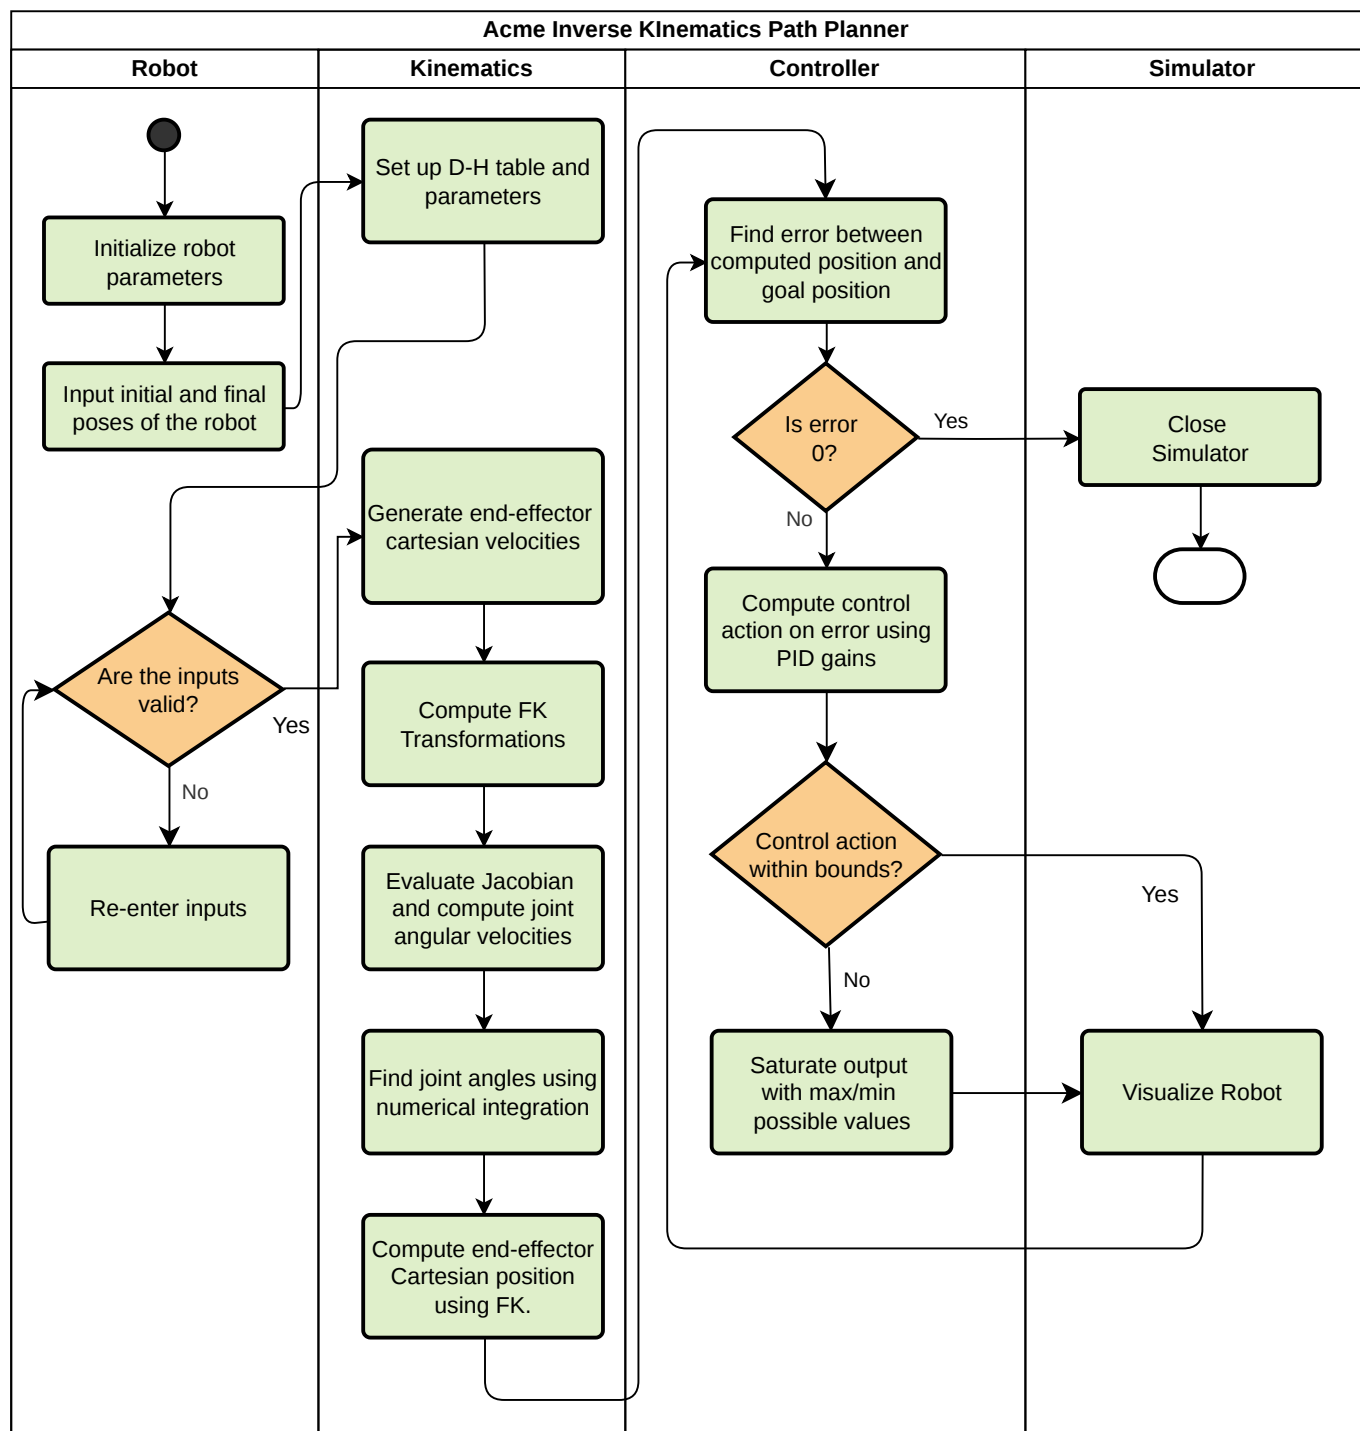 Acme Inverse KInematics Path Planner
Robot
Kinematics
Controller
Simulator
Initialize robot
parameters
Input initial and final
poses of the robot
Are the inputs
valid?
Yes
No
Re-enter inputs
Set up D-H table and
parameters
Generate end-effector
cartesian velocities
Compute FK
Transformations
Evaluate Jacobian
and compute joint
angular velocities
Find joint angles using
numerical integration
Compute end-effector
Cartesian position
using FK.
Find error between
computed position and
goal position
Is error
0?
Yes
No
Compute control
action on error using
PID gains
Control action
within bounds?
Yes
No
Saturate output
with max/min
possible values
Close
Simulator
Visualize Robot